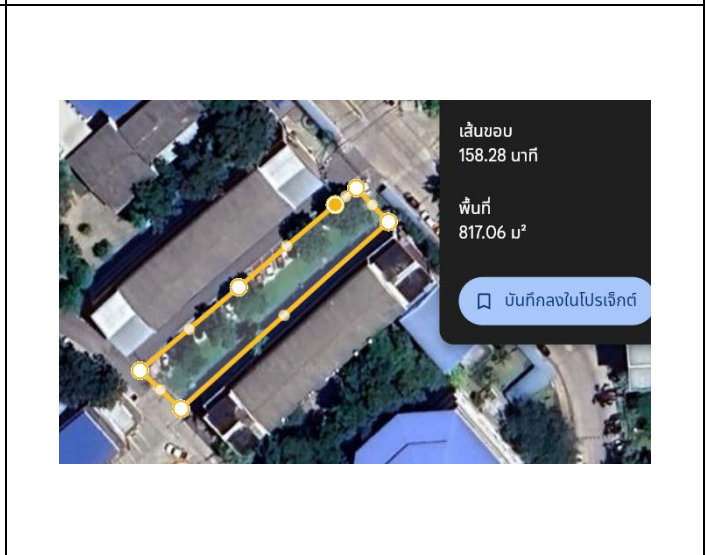 เส้นขอบ
158.28 นาที
พื้นที่
817.06 ม²
บันทึกลงในโปรเจ็กต์